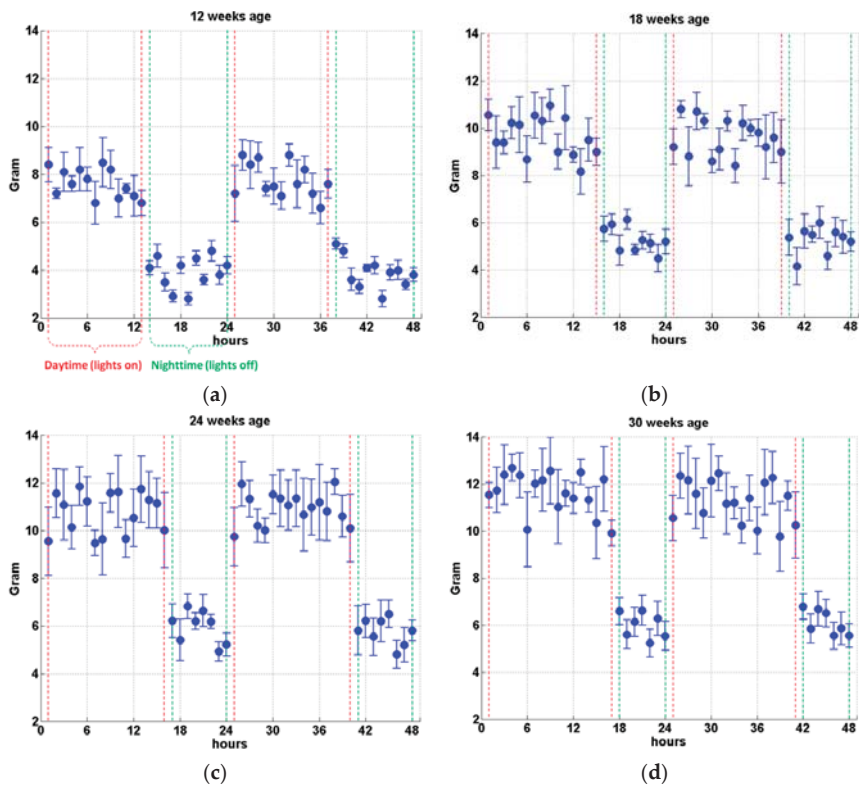 12 weeks age
14
12
10
8
6
4
2
Gram
0 6 12 18 24 30 36 42 48
hours
Daytime (lights on) Nighttime (lights off)
(a)
18 weeks age
14
12
10
8
6
4
2
Gram
0 6 12 18 24 30 36 42 48
hours
(b)
24 weeks age
14
12
10
8
6
4
2
Gram
0 6 12 18 24 30 36 42 48
hours
(c)
30 weeks age
14
12
10
8
6
4
2
Gram
0 6 12 18 24 30 36 42 48
hours
(d)